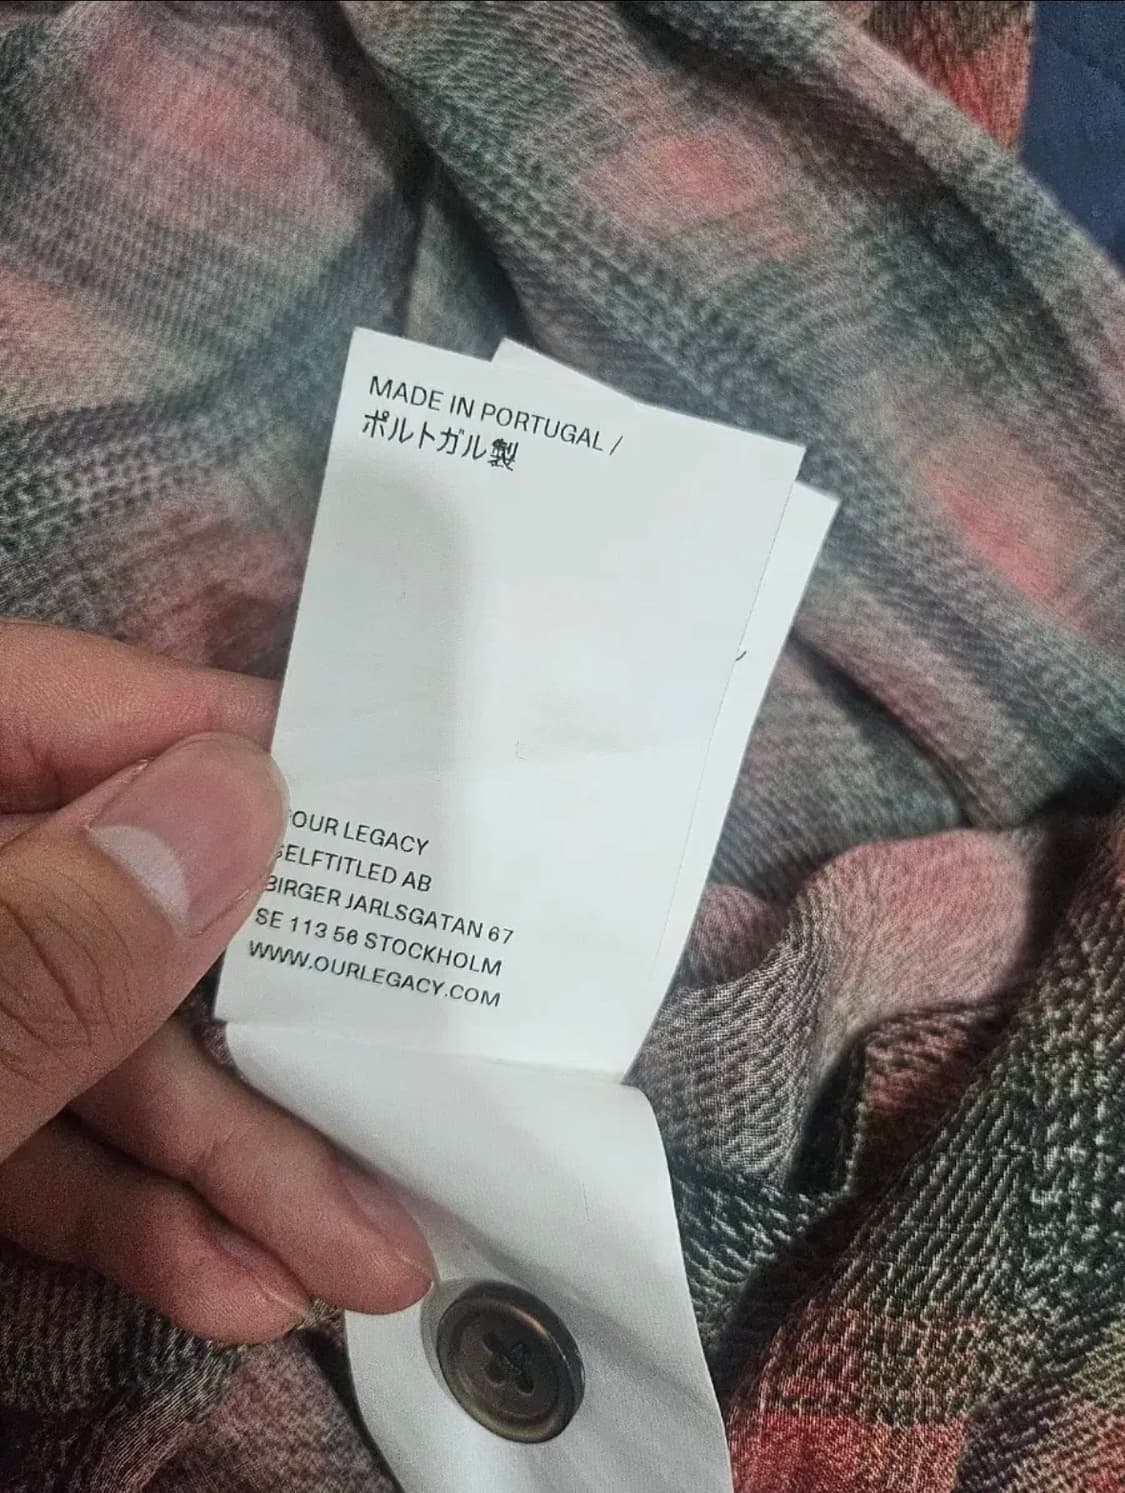 MADE IN PORTUGAL /
ポルトガル製
OUR LEGACY
SELFTITLED AB
BIRGER JARLSGATAN 67
SE 113 56 STOCKHOLM
WWW.OURLEGACY.COM